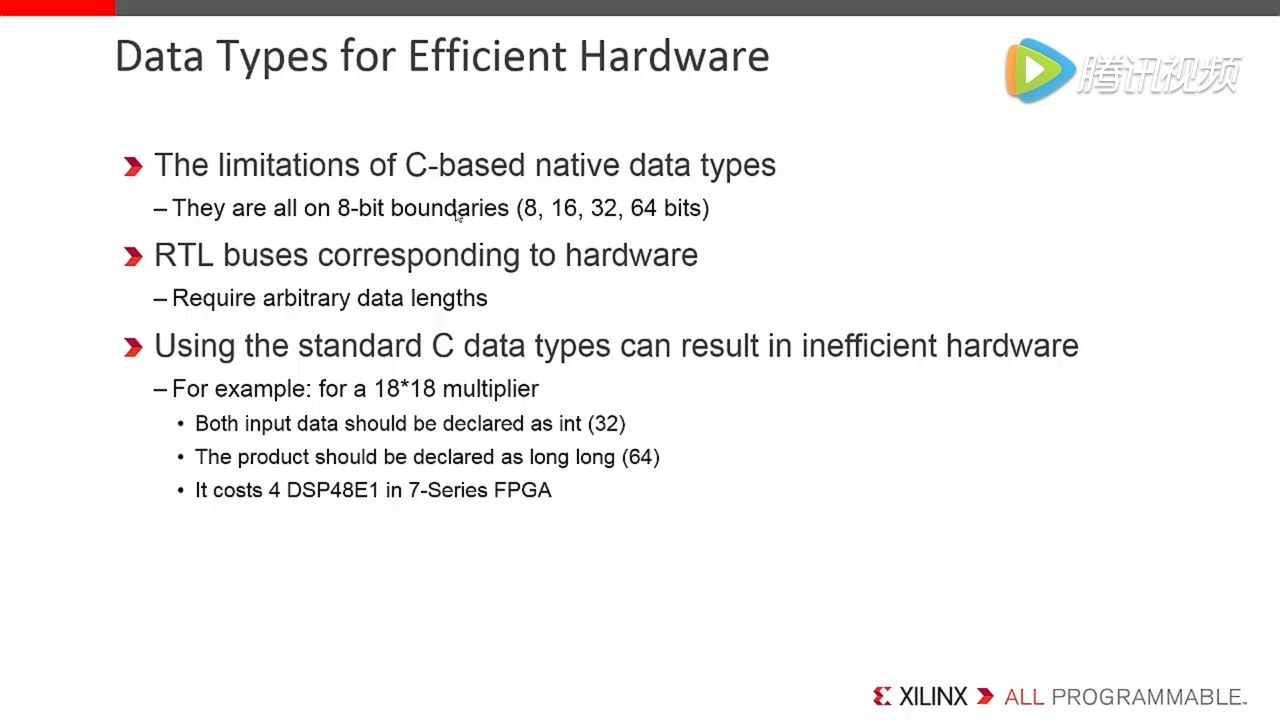 Data Types for Efficient Hardware
腾讯视频
The limitations of C-based native data types
– They are all on 8-bit boundaries (8, 16, 32, 64 bits)
RTL buses corresponding to hardware
– Require arbitrary data lengths
Using the standard C data types can result in inefficient hardware
– For example: for a 18*18 multiplier
• Both input data should be declared as int (32)
• The product should be declared as long long (64)
• It costs 4 DSP48E1 in 7-Series FPGA
XILINX ALL PROGRAMMABLE™